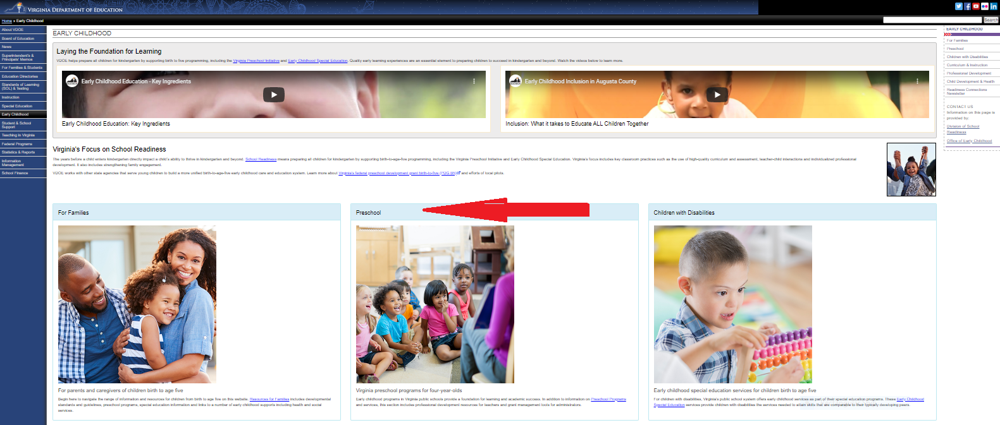 VIRGINIA DEPARTMENT OF EDUCATION
Home » Early Childhood
Search
About VDOE
Board of Education
News
Superintendent's &
Principals' Memos
For Families & Students
Education Directories
Standards of Learning
(SOL) & Testing
Instruction
Special Education
Early Childhood
Student & School
Support
Teaching in Virginia
Federal Programs
Statistics & Reports
Information
Management
School Finance
EARLY CHILDHOOD
Laying the Foundation for Learning
VDOE helps prepare all children for kindergarten by supporting birth to five programming, including the Virginia Preschool Initiative and Early Childhood Special Education. Quality early learning experiences are an essential element to preparing children to succeed in kindergarten and beyond. Watch the videos below to learn more.
Early Childhood Education - Key Ingredients
Early Childhood Education: Key Ingredients
Early Childhood Inclusion in Augusta County
Inclusion: What it takes to Educate ALL Children Together
Virginia's Focus on School Readiness
The years before a child enters kindergarten directly impact a child's ability to thrive in kindergarten and beyond. School Readiness means preparing all children for kindergarten by supporting birth-to-age-five programming, including the Virginia Preschool Initiative and Early Childhood Special Education. Virginia's focus includes key classroom practices such as the use of high-quality curriculum and assessment, teacher-child interactions and individualized professional
development. It also includes strengthening family engagement.
VDOE works with other state agencies that serve young children to build a more unified birth-to-age-five early childhood care and education system. Learn more about Virginia's federal preschool development grant birth-to-five (PDG B5) and efforts of local pilots.
For Families
For parents and caregivers of children birth to age five
Begin here to navigate the range of information and resources for children from birth to age five on this website. Resources for Families includes developmental
standards and guidelines, preschool programs, special education information and links to a number of early childhood supports including health and social
services.
Preschool
Virginia preschool programs for four-year-olds
Early childhood programs in Virginia public schools provide a foundation for learning and academic success. In addition to information on Preschool Programs
and services, this section includes professional development resources for teachers and grant management tools for administrators.
Children with Disabilities
Early childhood special education services for children birth to age five
For children with disabilities, Virginia's public school system offers early childhood services as part of their special education programs. These Early Childhood
Special Education services provide children with disabilities the services needed to attain skills that are comparable to their typically developing peers.
EARLY CHILDHOOD
For Families
Preschool
Children with Disabilities
Curriculum & Instruction
Professional Development
Child Development & Health
Readiness Connections
Newsletter
CONTACT US
Information on this page is
provided by:
Division of School
Readiness
Office of Early Childhood